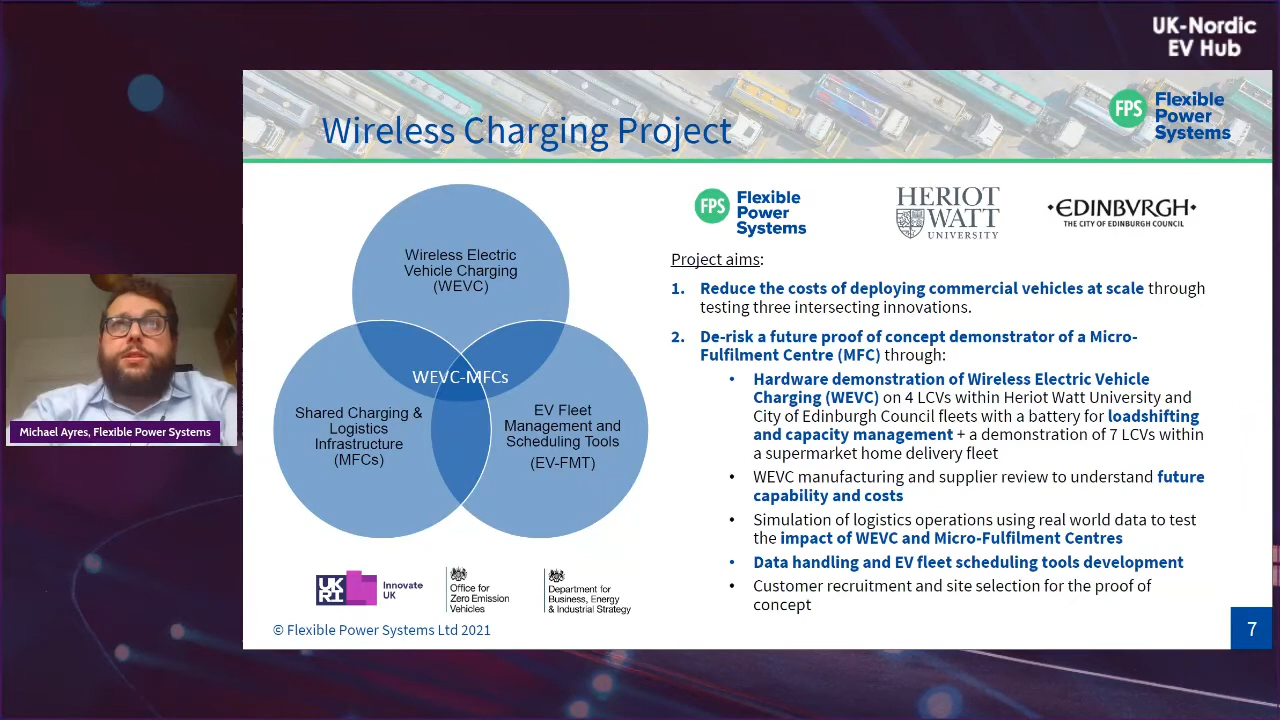 UK-Nordic
EV Hub
Wireless Charging Project
FPS
Flexible
Power
Systems
Wireless Electric
Vehicle Charging
(WEVC)
WEVC-MFCs
Shared Charging &
Logistics
Infrastructure
(MFCs)
EV Fleet
Management and
Scheduling Tools
(EV-FMT)
UK
RI
Innovate
UK
Office for
Zero Emission
Vehicles
Department for
Business, Energy
& Industrial Strategy
© Flexible Power Systems Ltd 2021
FPS
Flexible
Power
Systems
HERIOT
WATT
UNIVERSITY
·EDINBVRGH·
THE CITY OF EDINBURGH COUNCIL
Project aims:
1. Reduce the costs of deploying commercial vehicles at scale through
testing three intersecting innovations.
2. De-risk a future proof of concept demonstrator of a Micro-
Fulfilment Centre (MFC) through:
• Hardware demonstration of Wireless Electric Vehicle
Charging (WEVC) on 4 LCVs within Heriot Watt University and
City of Edinburgh Council fleets with a battery for loadshifting
and capacity management + a demonstration of 7 LCVs within
a supermarket home delivery fleet
• WEVC manufacturing and supplier review to understand future
capability and costs
• Simulation of logistics operations using real world data to test
the impact of WEVC and Micro-Fulfilment Centres
• Data handling and EV fleet scheduling tools development
• Customer recruitment and site selection for the proof of
concept
7
Michael Ayres, Flexible Power Systems